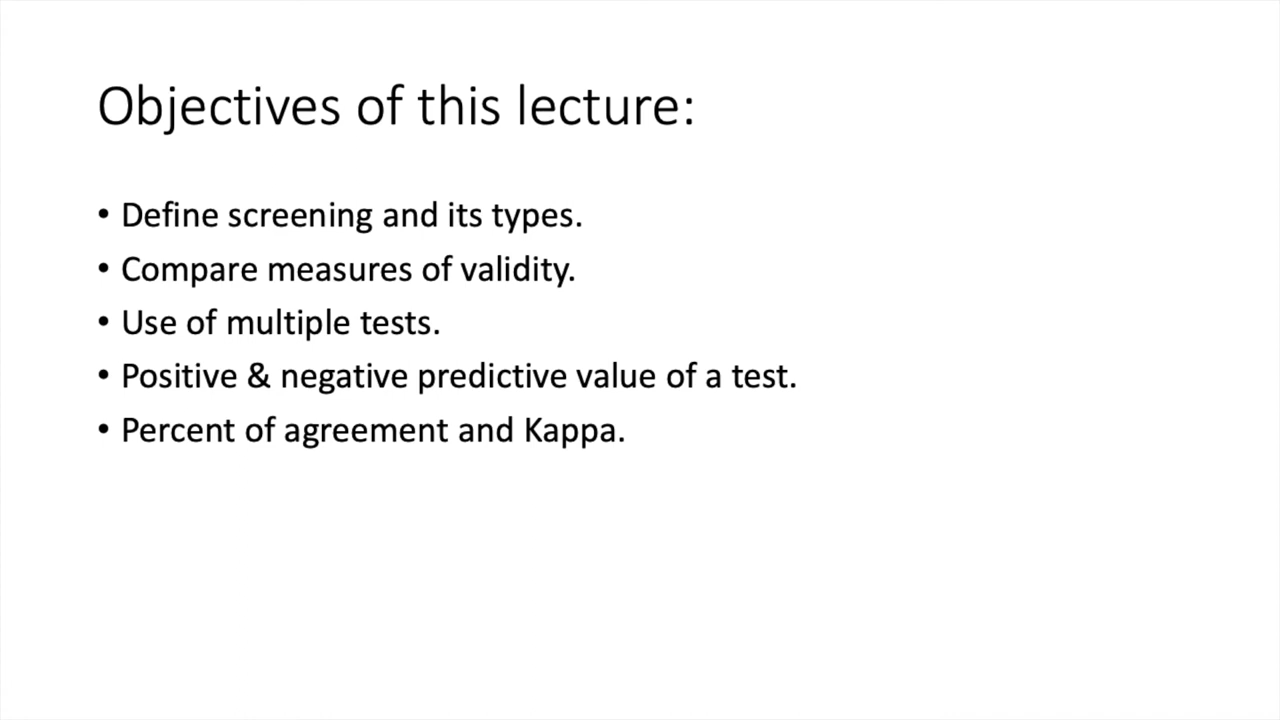 Objectives of this lecture:
• Define screening and its types.
• Compare measures of validity.
• Use of multiple tests.
• Positive & negative predictive value of a test.
• Percent of agreement and Kappa.